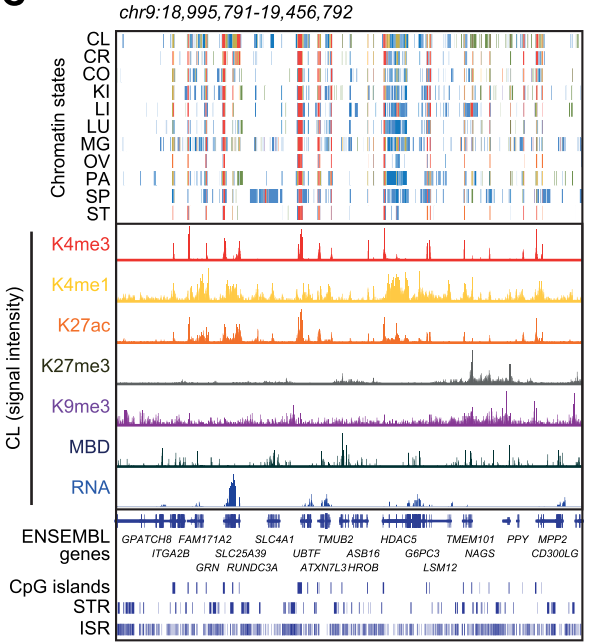 chr9:18,995,791-19,456,792
Chromatin states
CL
CR
CO
KI
LI
LU
MG
OV
PA
SP
ST
CL (signal intensity)
K4me3
K4me1
K27ac
K27me3
K9me3
MBD
RNA
ENSEMBL genes
GPATCH8 FAM171A2 SLC4A1 TMUB2 HDAC5 TMEM101 PPY MPP2
ITGA2B SLC25A39 UBTF ASB16 G6PC3 NAGS CD300LG
GRN RUNDC3A ATXN7L3 HROB LSM12
CpG islands
STR
ISR